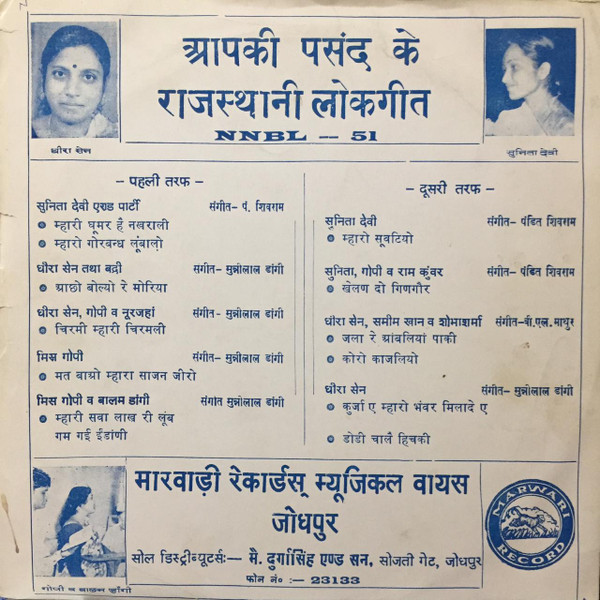 आपकी पसंद के
राजस्थानी लोकगीत
NNBL -- 51
धीरा सेन
सुनिता देवी
- पहली तरफ -
सुनिता देवी एण्ड पार्टी संगीत- पं. शिवराम
म्हारी घूमर हैं नखराली
म्हारो गोरबन्ध लूंबालो
धीरा सेन तथा बद्री संगीत- मुन्नोलाल डांगी
आछो बोल्यो रे मोरिया
धीरा सेन, गोपी व नूरजहां संगीत - मुन्नोलाल डांगी
चिरमी म्हारी चिरमली
मिस गोपी संगीत- मुन्नीलाल डांगी
मत बाओ म्हारा साजन जीरो
मिस गोपी व बालम डांगी संगीत मुन्नोलाल डांगी
म्हारी सवा लाख री लूंब
गम गई ईंडाणी
- दूसरी तरफ -
सुनिता देवी संगीत- पंडित शिवराम
म्हारो सूवटियो
सुनिता, गोपी व राम कुंवर संगीत- पंडित शिवराम
खेलण दो गिणगौर
धीरा सेन, समीम खान व शोभाशर्मा संगीत-बी.एल. माथुर
जला रे आंबलियां पाकी
कोरो काजलियो
धीरा सेन संगीत- मुन्नीलाल डांगी
कुर्जा ए म्हारो भंवर मिलादे ए
डोडी चालै हिचकी
मारवाड़ी रेकार्डस् म्यूजिकल वायस
जोधपुर
सोल डिस्ट्रीब्यूटर्सः— मै. दुर्गासिंह एण्ड सन, सोजती गेट, जोधपुर
फोन नं० :- 23133
गोपी व बालम डाँगी
MARWARI
RECORD